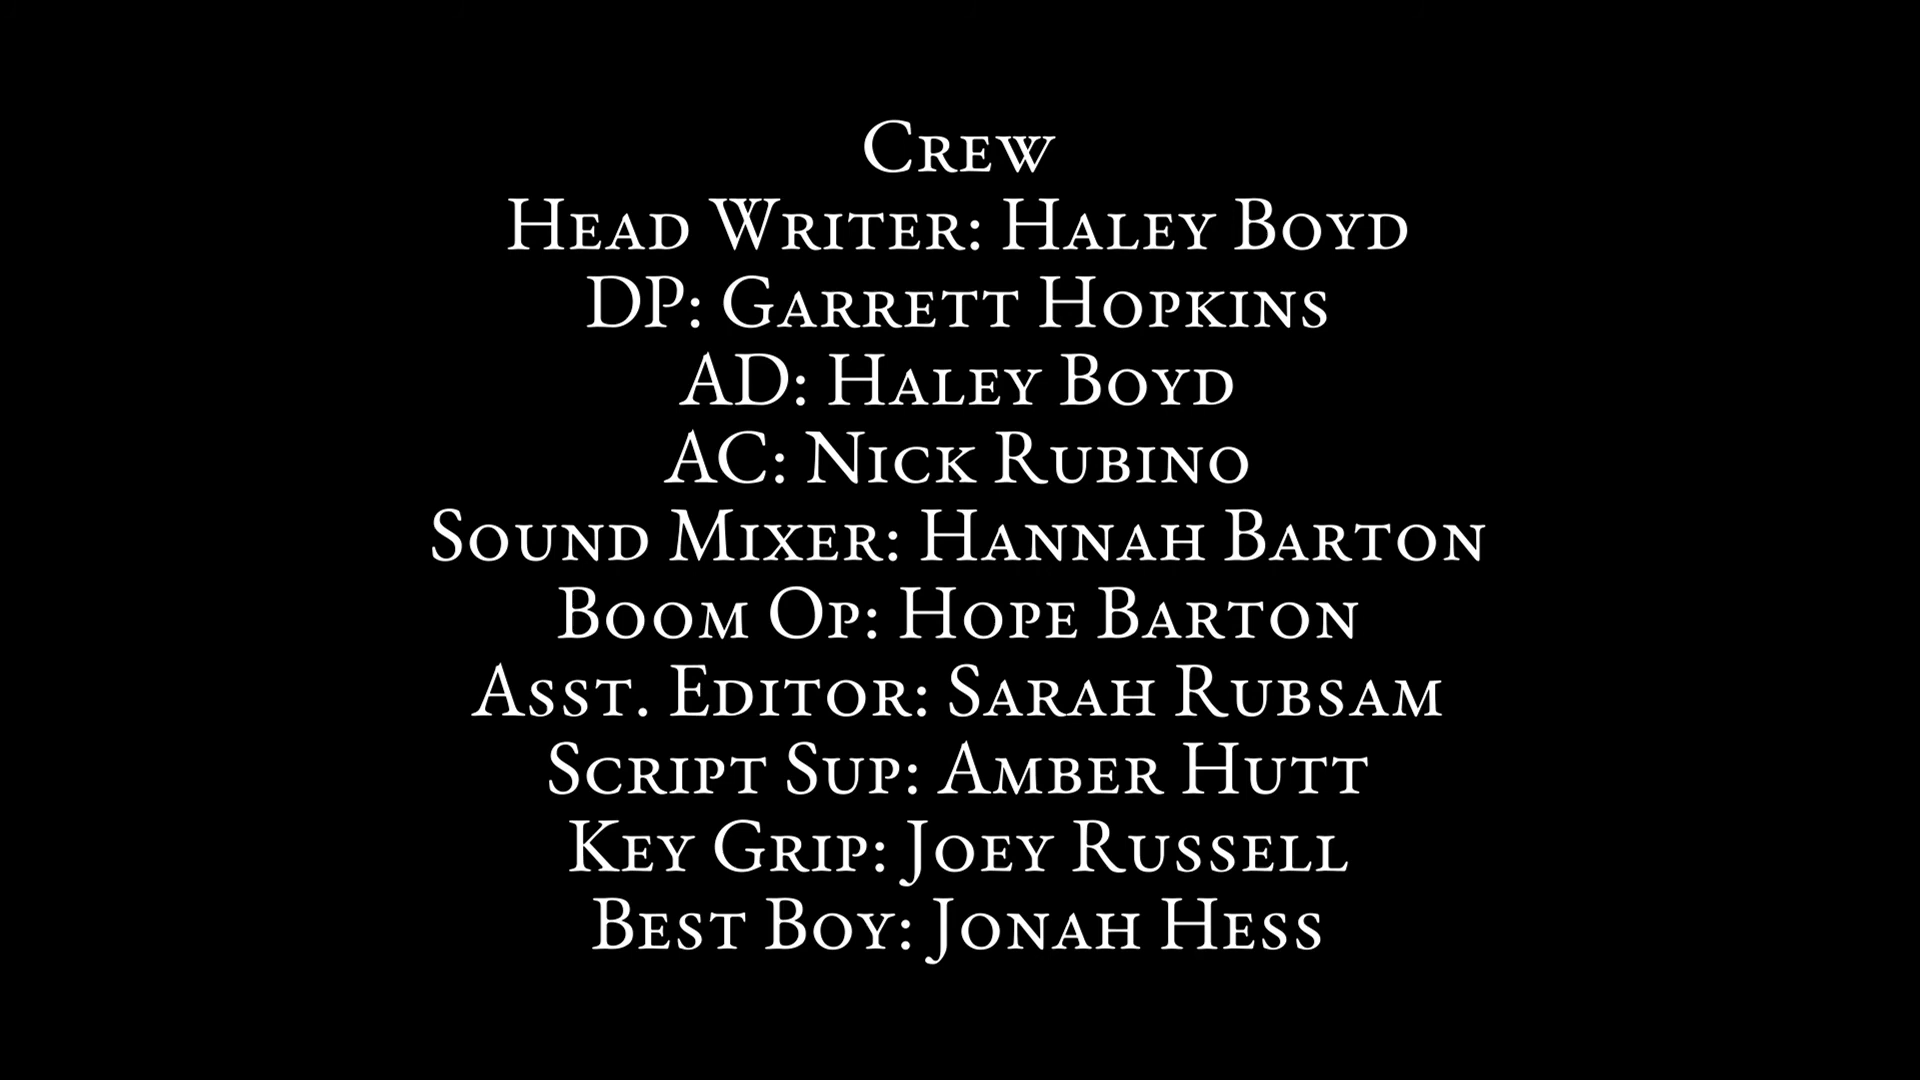 Crew
Head Writer: Haley Boyd
DP: Garrett Hopkins
AD: Haley Boyd
AC: Nick Rubino
Sound Mixer: Hannah Barton
Boom Op: Hope Barton
Asst. Editor: Sarah Rubsam
Script Sup: Amber Hutt
Key Grip: Joey Russell
Best Boy: Jonah Hess